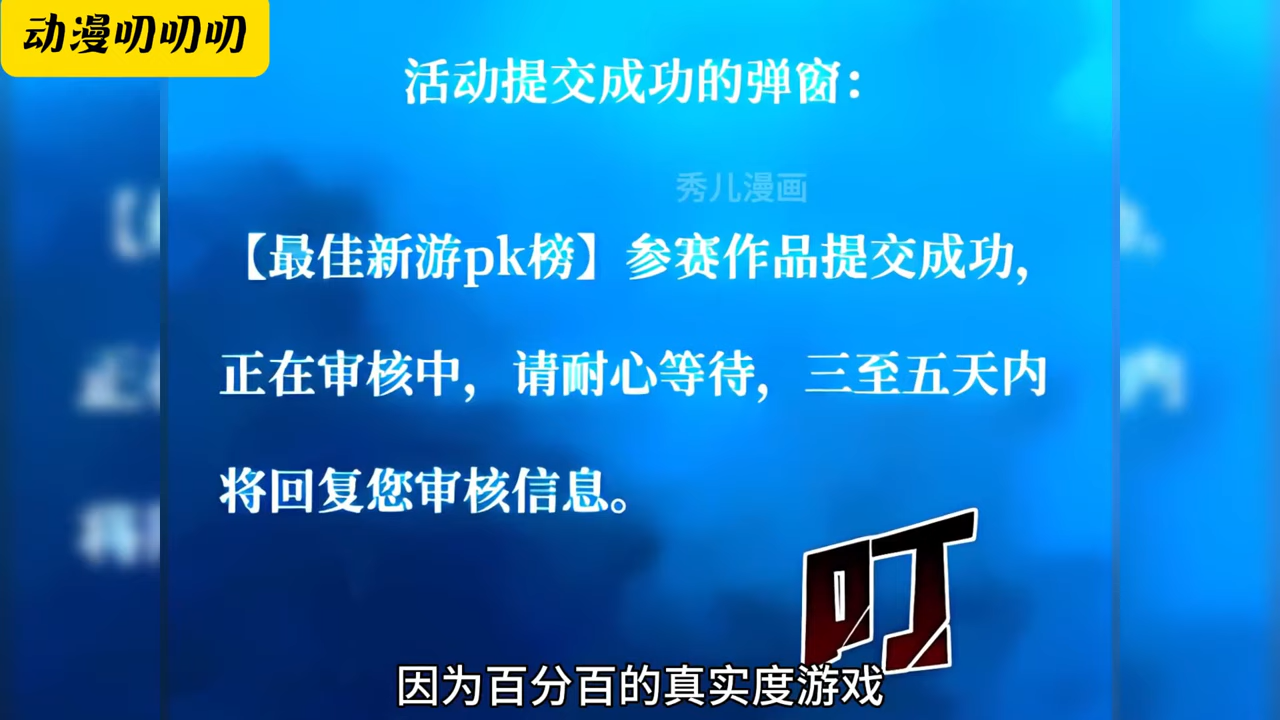 动漫叨叨叨
活动提交成功的弹窗：
秀儿漫画
【最佳新游pk榜】参赛作品提交成功，
正在审核中，请耐心等待，三至五天内
将回复您审核信息。
叮
因为百分百的真实度游戏